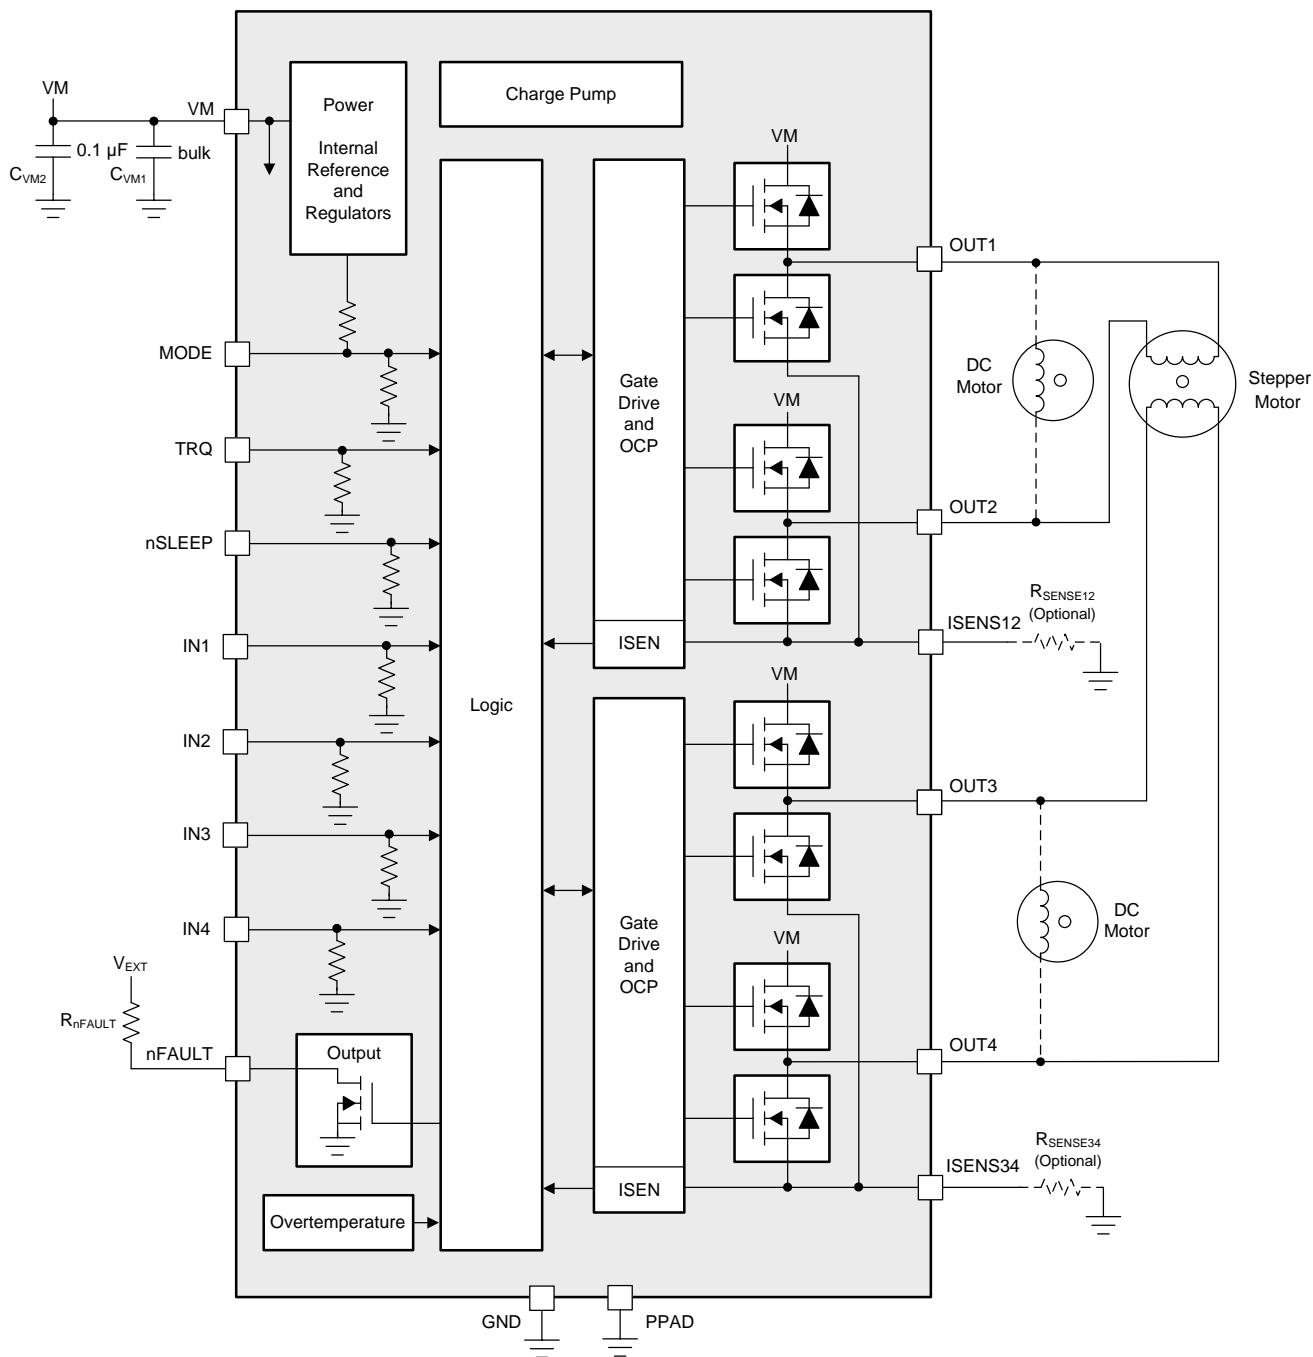 VM
VM
0.1 µF
bulk
CVM2
CVM1
Power
Internal
Reference
and
Regulators
Charge Pump
MODE
TRQ
nSLEEP
IN1
IN2
IN3
IN4
VEXT
RnFAULT
nFAULT
Output
Overtemperature
Logic
Gate
Drive
and
OCP
ISEN
Gate
Drive
and
OCP
ISEN
VM
VM
VM
VM
OUT1
DC
Motor
Stepper
Motor
OUT2
ISENS12
RSENSE12
(Optional)
OUT3
DC
Motor
OUT4
ISENS34
RSENSE34
(Optional)
GND
PPAD